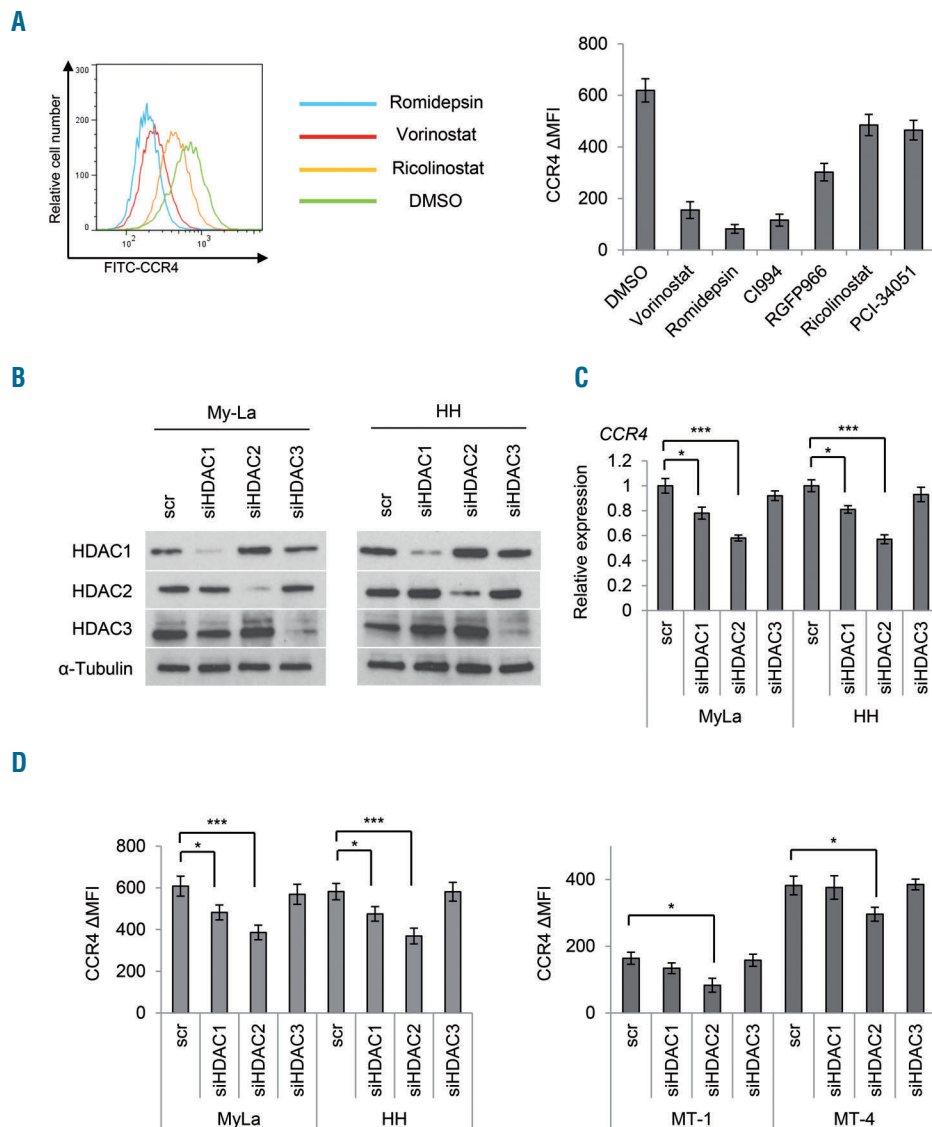 A
300
200
100
0
10²
10³
Relative cell number
FITC-CCR4
Romidepsin
Vorinostat
Ricolinostat
DMSO
CCR4 ΔMFI
800
600
400
200
0
DMSO
Vorinostat
Romidepsin
CI994
RGFP966
Ricolinostat
PCI-34051
B
My-La
HH
scr siHDAC1 siHDAC2 siHDAC3
scr siHDAC1 siHDAC2 siHDAC3
HDAC1
HDAC2
HDAC3
α-Tubulin
C
CCR4
Relative expression
1.2
1
0.8
0.6
0.4
0.2
0
***
*
***
*
scr siHDAC1 siHDAC2 siHDAC3 scr siHDAC1 siHDAC2 siHDAC3
MyLa HH
D
CCR4 ΔMFI
800
600
400
200
0
***
*
***
*
scr siHDAC1 siHDAC2 siHDAC3 scr siHDAC1 siHDAC2 siHDAC3
MyLa HH
CCR4 ΔMFI
400
200
0
*
*
scr siHDAC1 siHDAC2 siHDAC3 scr siHDAC1 siHDAC2 siHDAC3
MT-1 MT-4